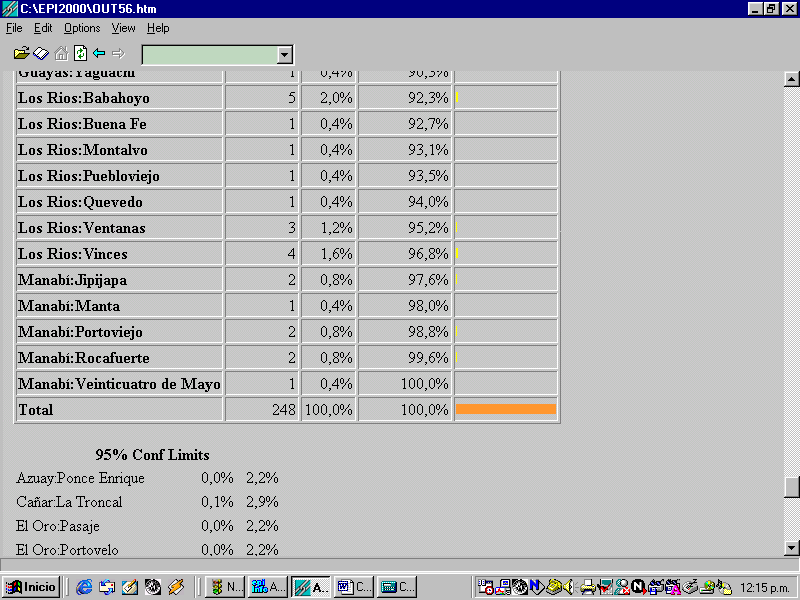 C:\EPI2000\OUT56.htm
File Edit Options View Help
Guayas:Yaguachi 1 0,4% 90,3%
Los Rios:Babahoyo 5 2,0% 92,3%
Los Rios:Buena Fe 1 0,4% 92,7%
Los Rios:Montalvo 1 0,4% 93,1%
Los Rios:Puebloviejo 1 0,4% 93,5%
Los Rios:Quevedo 1 0,4% 94,0%
Los Rios:Ventanas 3 1,2% 95,2%
Los Rios:Vinces 4 1,6% 96,8%
Manabí:Jipijapa 2 0,8% 97,6%
Manabí:Manta 1 0,4% 98,0%
Manabí:Portoviejo 2 0,8% 98,8%
Manabí:Rocafuerte 2 0,8% 99,6%
Manabí:Veinticuatro de Mayo 1 0,4% 100,0%
Total 248 100,0% 100,0%
95% Conf Limits
Azuay:Ponce Enrique 0,0% 2,2%
Cañar:La Troncal 0,1% 2,9%
El Oro:Pasaje 0,0% 2,2%
El Oro:Portovelo 0,0% 2,2%
Inicio N... A... A.. C... C... 12:15 p.m.